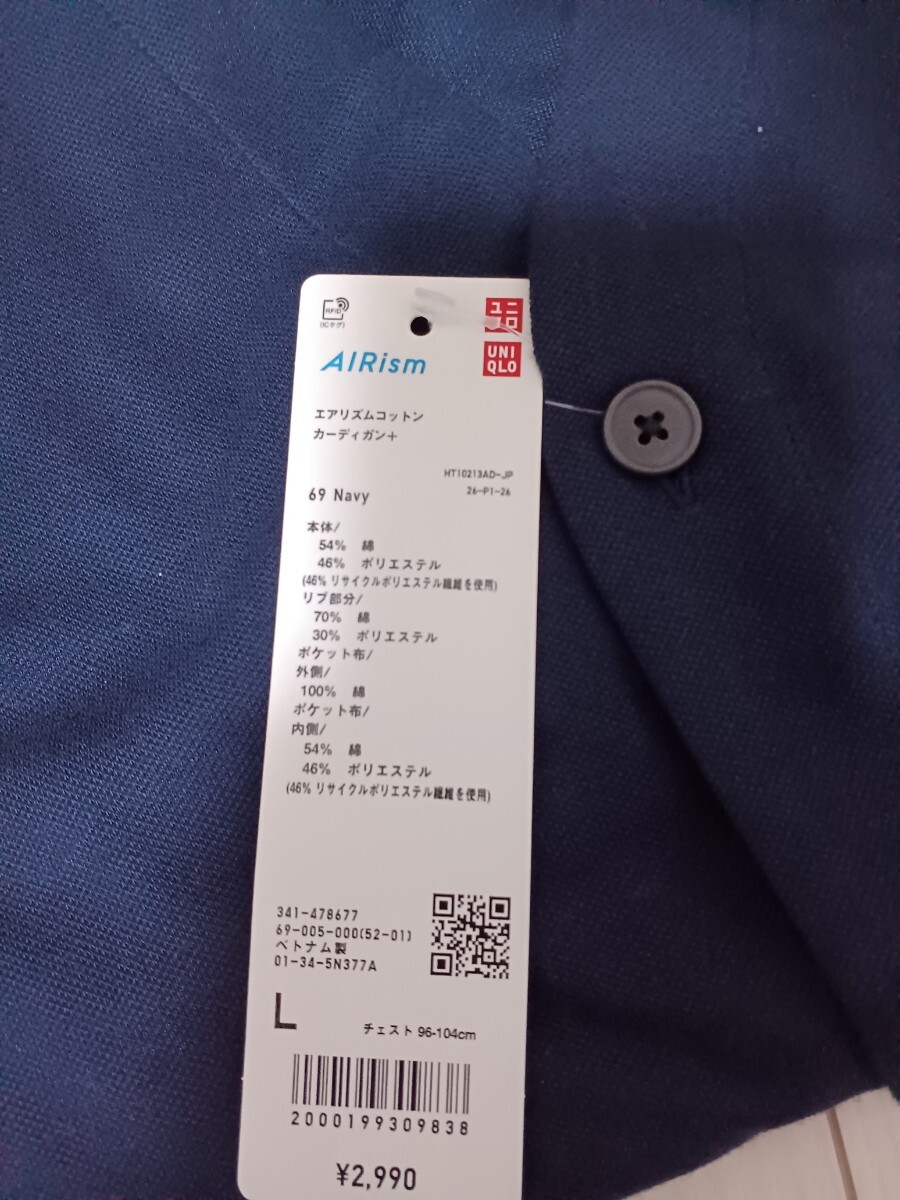 RFID
(ICタグ)
ユニ
クロ
UNI
QLO
AIRism
エアリズムコットン
カーディガン+
HT10213AD-JP
26-P1-26
69 Navy
本体/
54% 綿
46% ポリエステル
(46% リサイクルポリエステル繊維を使用)
リブ部分/
70% 綿
30% ポリエステル
ポケット布/
外側/
100% 綿
ポケット布/
内側/
54% 綿
46% ポリエステル
(46% リサイクルポリエステル繊維を使用)
341-478677
69-005-000(52-01)
ベトナム製
01-34-5N377A
L
チェスト 96-104cm
2000199309838
¥2,990